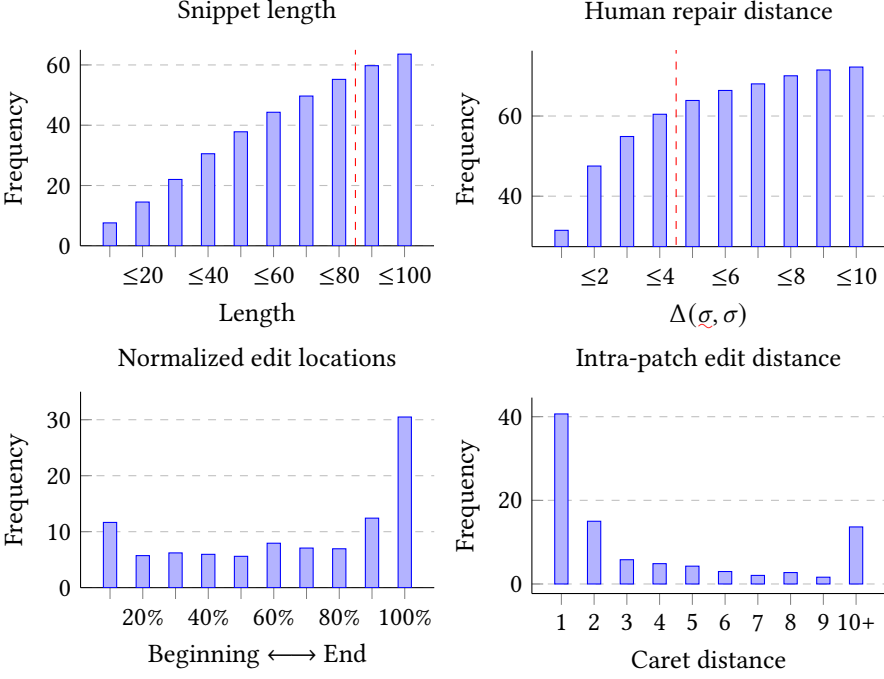 Snippet length
Frequency
60
40
20
0
≤20 ≤40 ≤60 ≤80 ≤100
Length
Human repair distance
Frequency
60
40
≤2 ≤4 ≤6 ≤8 ≤10
Δ(σ̰, σ)
Normalized edit locations
Frequency
30
20
10
0
20% 40% 60% 80% 100%
Beginning ⟷ End
Intra-patch edit distance
Frequency
40
20
0
1 2 3 4 5 6 7 8 9 10+
Caret distance